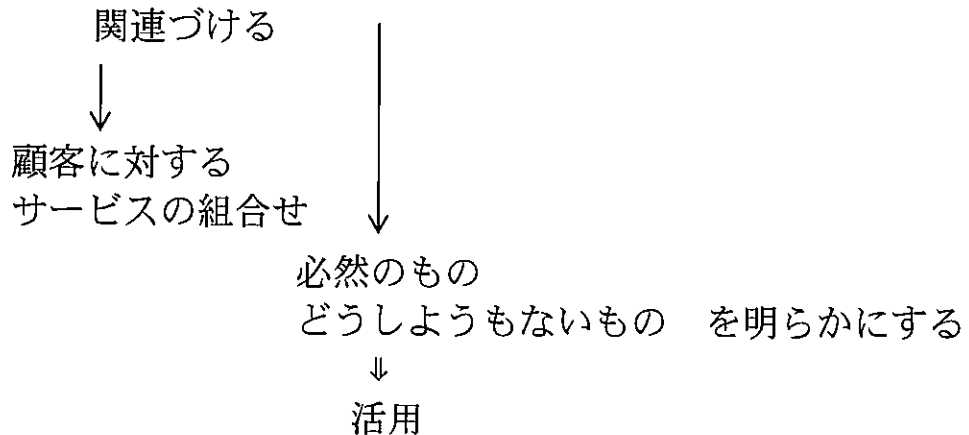 関連づける
顧客に対する
サービスの組合せ
必然のもの
どうしようもないもの　を明らかにする
活用